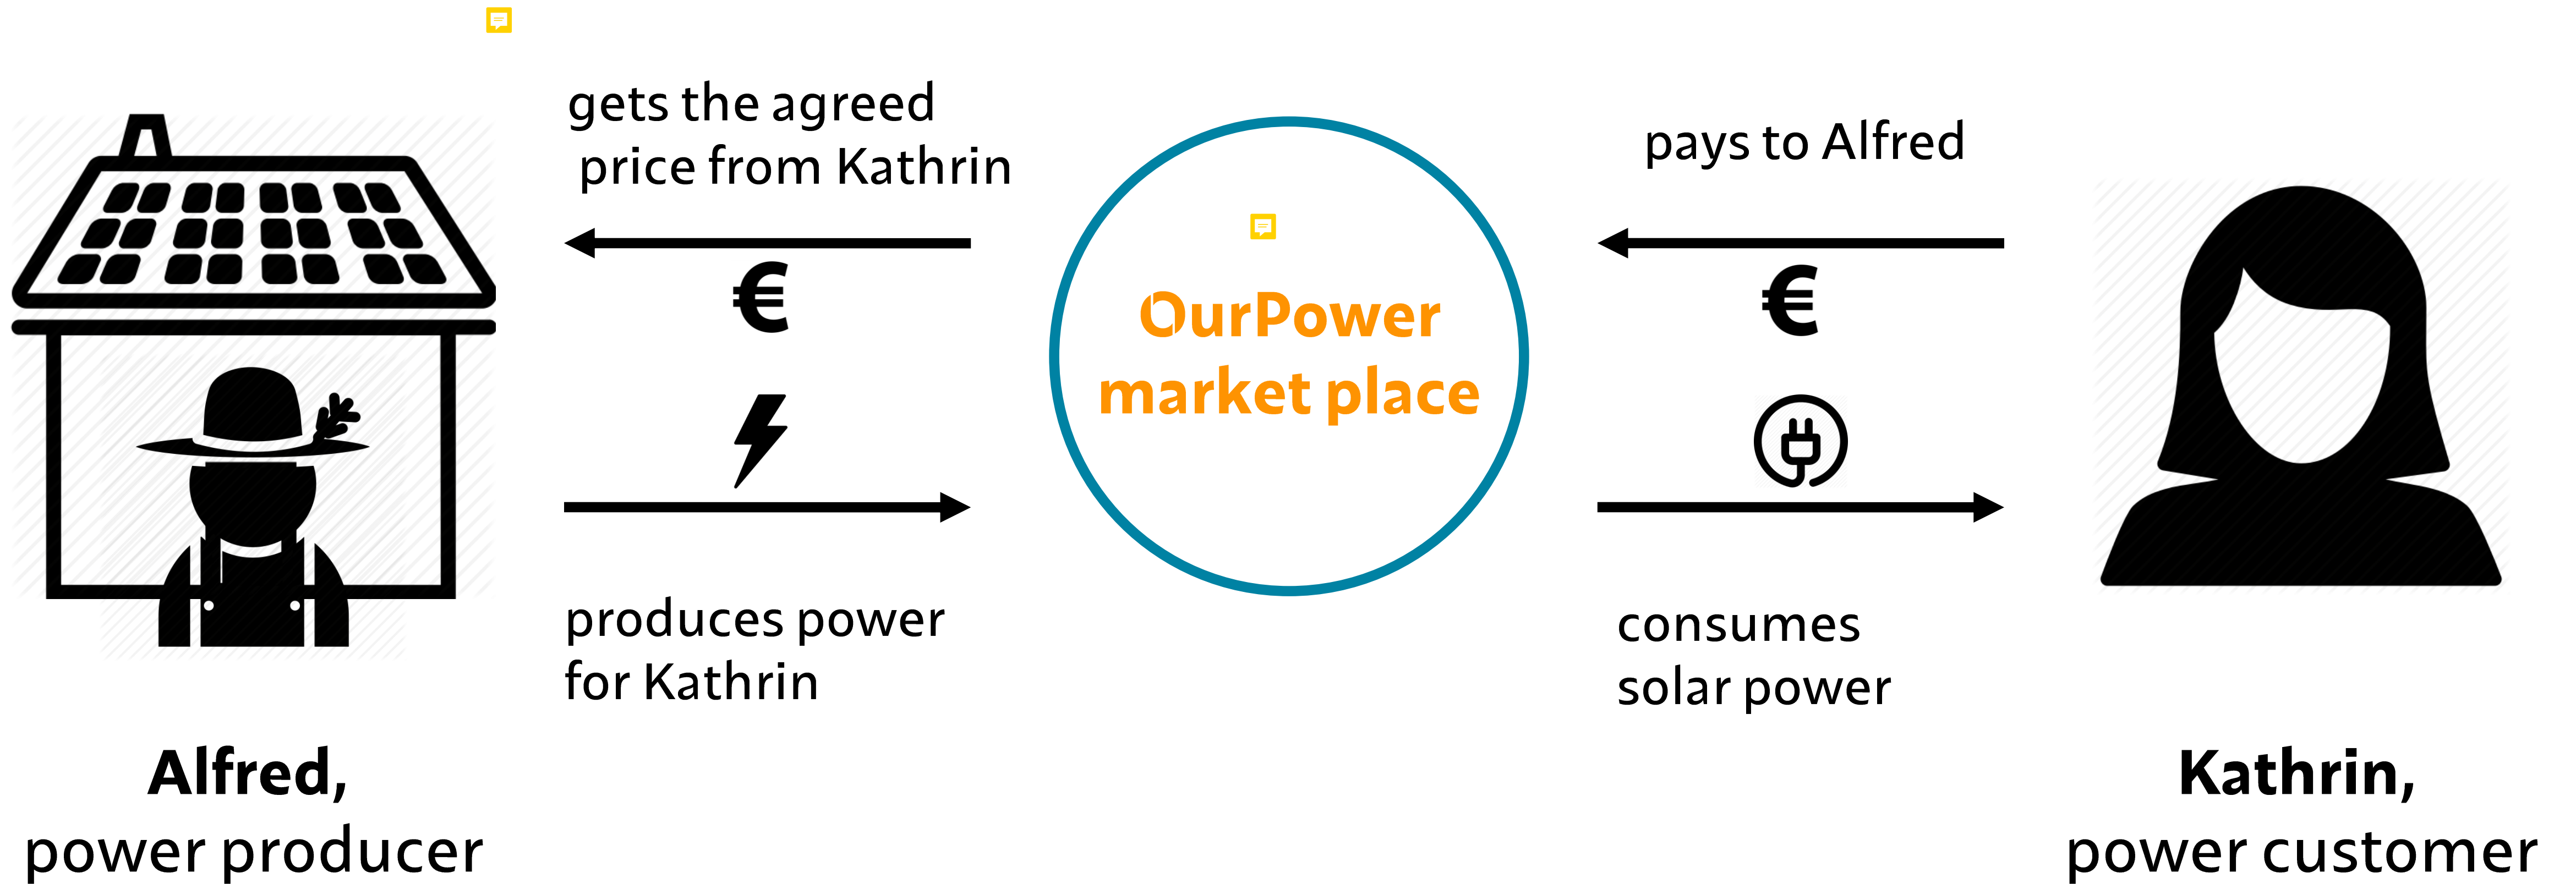 gets the agreed
price from Kathrin
€
produces power
for Kathrin
Alfred,
power producer
OurPower
market place
pays to Alfred
€
consumes
solar power
Kathrin,
power customer